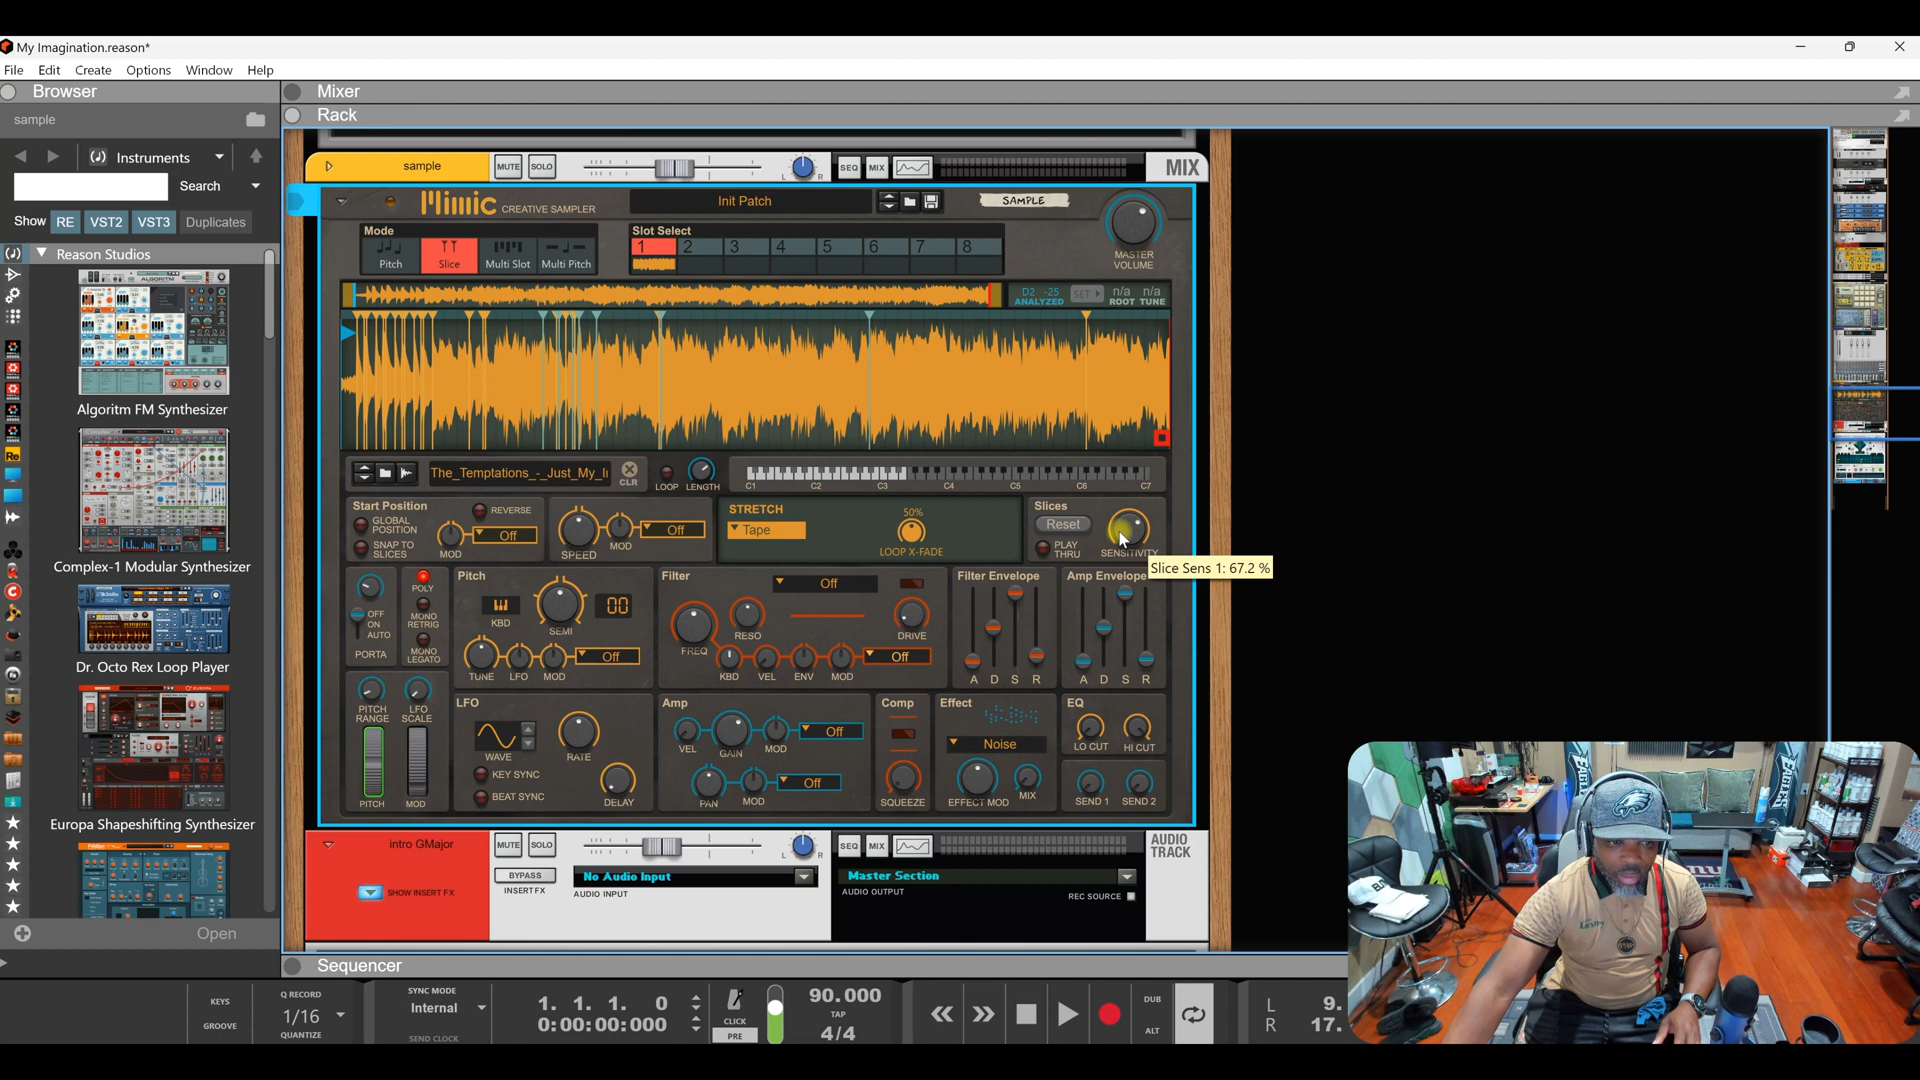 My Imagination.reason*
File Edit Create Options Window Help
Browser
Mixer
sample
Rack
Instruments
Search
Show RE VST2 VST3 Duplicates
Reason Studios
Algoritm FM Synthesizer
Complex-1 Modular Synthesizer
Dr. Octo Rex Loop Player
Europa Shapeshifting Synthesizer
Open
sample MUTE SOLO L R SEQ MIX MIX
Mimic CREATIVE SAMPLER Init Patch SAMPLE
MASTER VOLUME
Mode
Pitch Slice Multi Slot Multi Pitch
Slot Select
1 2 3 4 5 6 7 8
D2 -25 SET n/a n/a
ANALYZED ROOT TUNE
The_Temptations_-_Just_My_I
CLR LOOP LENGTH
C1 C2 C3 C4 C5 C6 C7
Start Position
GLOBAL POSITION
SNAP TO SLICES
REVERSE
MOD Off
SPEED MOD Off
STRETCH
Tape
50%
LOOP X-FADE
Slices
Reset
PLAY THRU
SENSITIVITY
Slice Sens 1: 67.2 %
OFF
ON
AUTO
PORTA
POLY
MONO RETRIG
MONO LEGATO
Pitch
KBD SEMI 00
TUNE LFO MOD Off
Filter Off
FREQ RESO DRIVE
KBD VEL ENV MOD Off
Filter Envelope
A D S R
Amp Envelope
A D S R
PITCH RANGE
LFO SCALE
PITCH MOD
LFO
WAVE RATE
KEY SYNC
BEAT SYNC
DELAY
Amp
VEL GAIN MOD Off
PAN MOD Off
Comp
SQUEEZE
Effect
Noise
EFFECT MOD MIX
EQ
LO CUT HI CUT
SEND 1 SEND 2
intro GMajor MUTE SOLO L R SEQ MIX AUDIO TRACK
SHOW INSERT FX
BYPASS
INSERT FX
No Audio Input
AUDIO INPUT
Master Section
AUDIO OUTPUT
REC SOURCE
Sequencer
KEYS
GROOVE
Q RECORD
1/16
QUANTIZE
SYNC MODE
Internal
SEND CLOCK
1. 1. 1. 0
0:00:00:000
CLICK
PRE
90.000
TAP
4/4
DUB
ALT
L 9.
R 17.